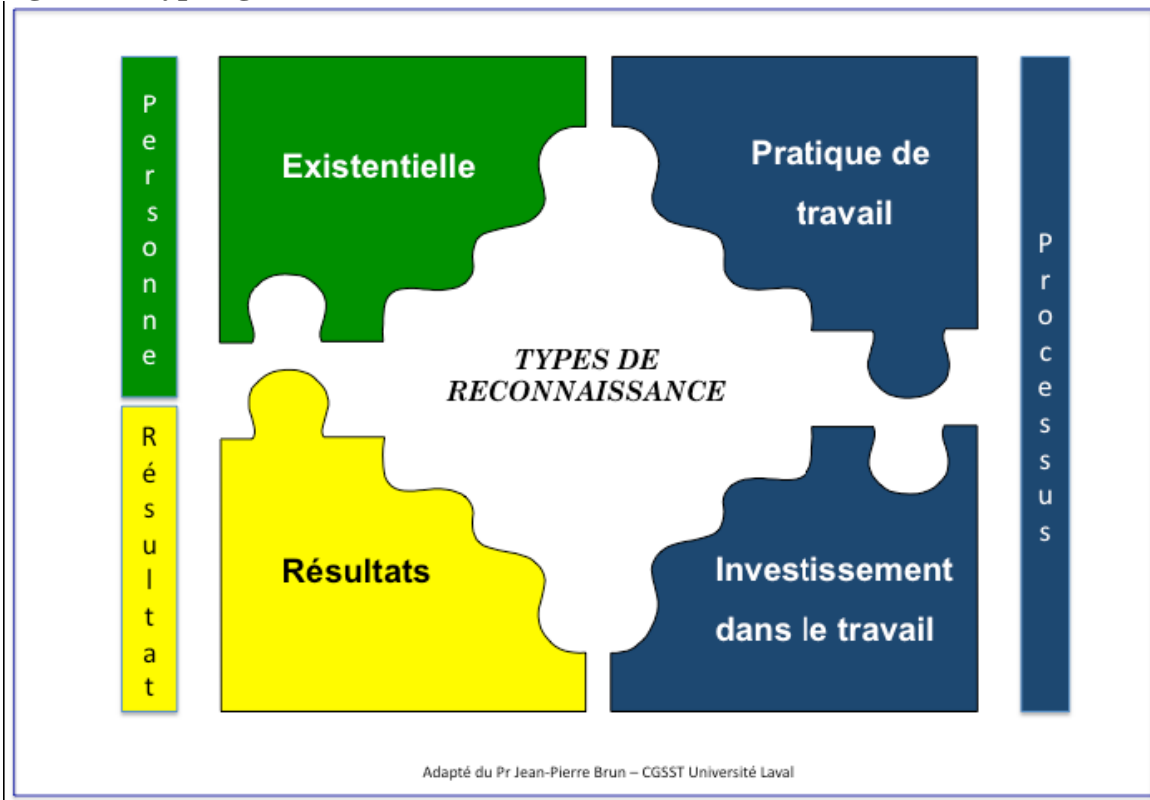 Personne
Existentielle
Pratique de
travail
Processus
TYPES DE
RECONNAISSANCE
Résultat
Résultats
Investissement
dans le travail
Adapté du Pr Jean-Pierre Brun – CGSST Université Laval